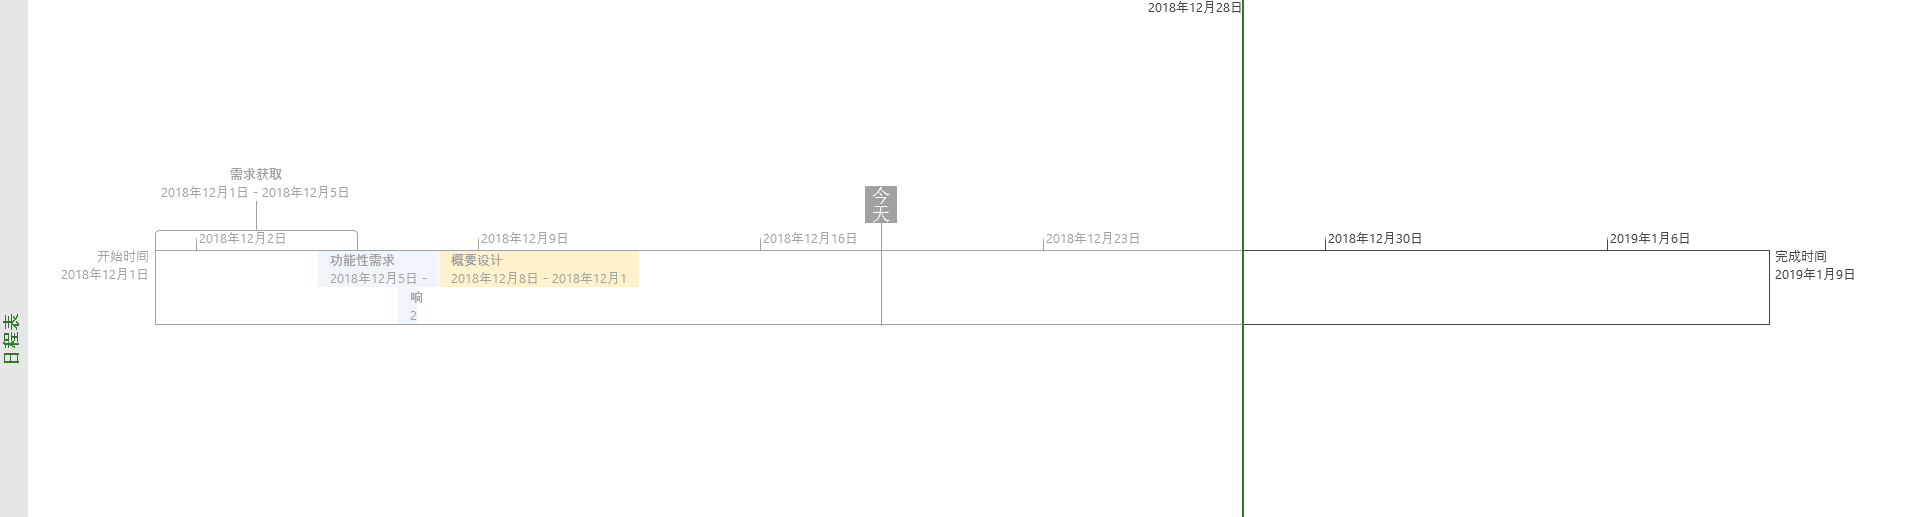 2018年12月28日
需求获取
2018年12月1日 - 2018年12月5日
今天
2018年12月2日
2018年12月9日
2018年12月16日
2018年12月23日
2018年12月30日
2019年1月6日
开始时间
2018年12月1日
功能性需求
2018年12月5日 -
概要设计
2018年12月8日 - 2018年12月1
响
2
完成时间
2019年1月9日
日程表